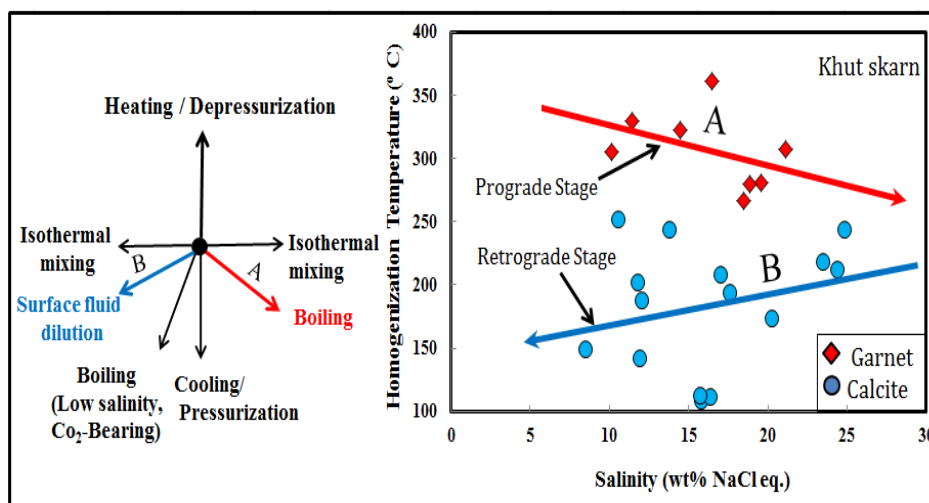 Heating / Depressurization
Isothermal
mixing
Isothermal
mixing
B
A
Surface fluid
dilution
Boiling
Boiling
(Low salinity,
Co₂-Bearing)
Cooling/
Pressurization
Homogenization Temperature (° C)
400
350
300
250
200
150
100
Khut skarn
A
Prograde Stage
Retrograde Stage
B
Garnet
Calcite
0
5
10
15
20
25
30
Salinity (wt% NaCl eq.)